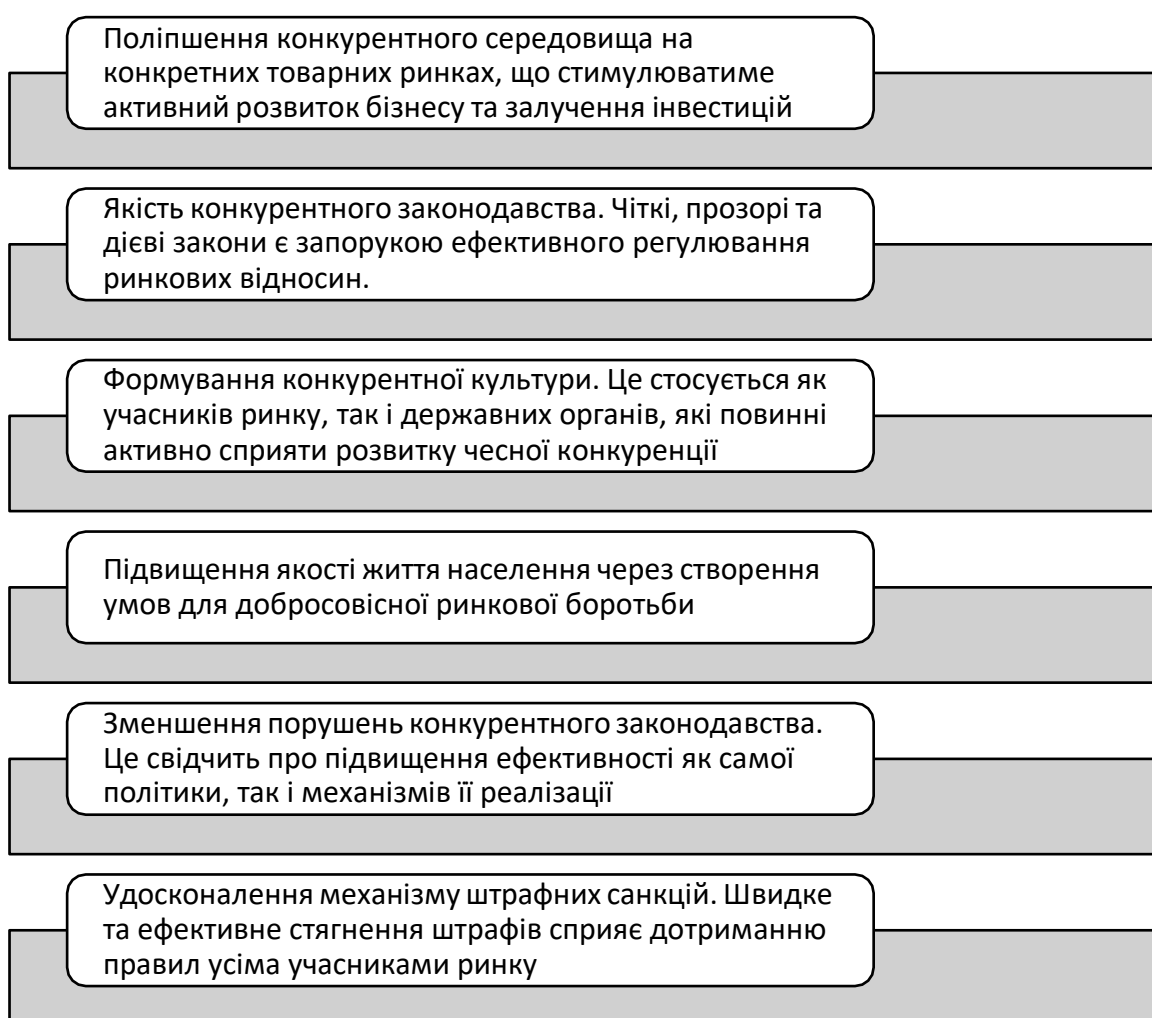 Поліпшення конкурентного середовища на
конкретних товарних ринках, що стимулюватиме
активний розвиток бізнесу та залучення інвестицій
Якість конкурентного законодавства. Чіткі, прозорі та
дієві закони є запорукою ефективного регулювання
ринкових відносин.
Формування конкурентної культури. Це стосується як
учасників ринку, так і державних органів, які повинні
активно сприяти розвитку чесної конкуренції
Підвищення якості життя населення через створення
умов для добросовісної ринкової боротьби
Зменшення порушень конкурентного законодавства.
Це свідчить про підвищення ефективності як самої
політики, так і механізмів її реалізації
Удосконалення механізму штрафних санкцій. Швидке
та ефективне стягнення штрафів сприяє дотриманню
правил усіма учасниками ринку